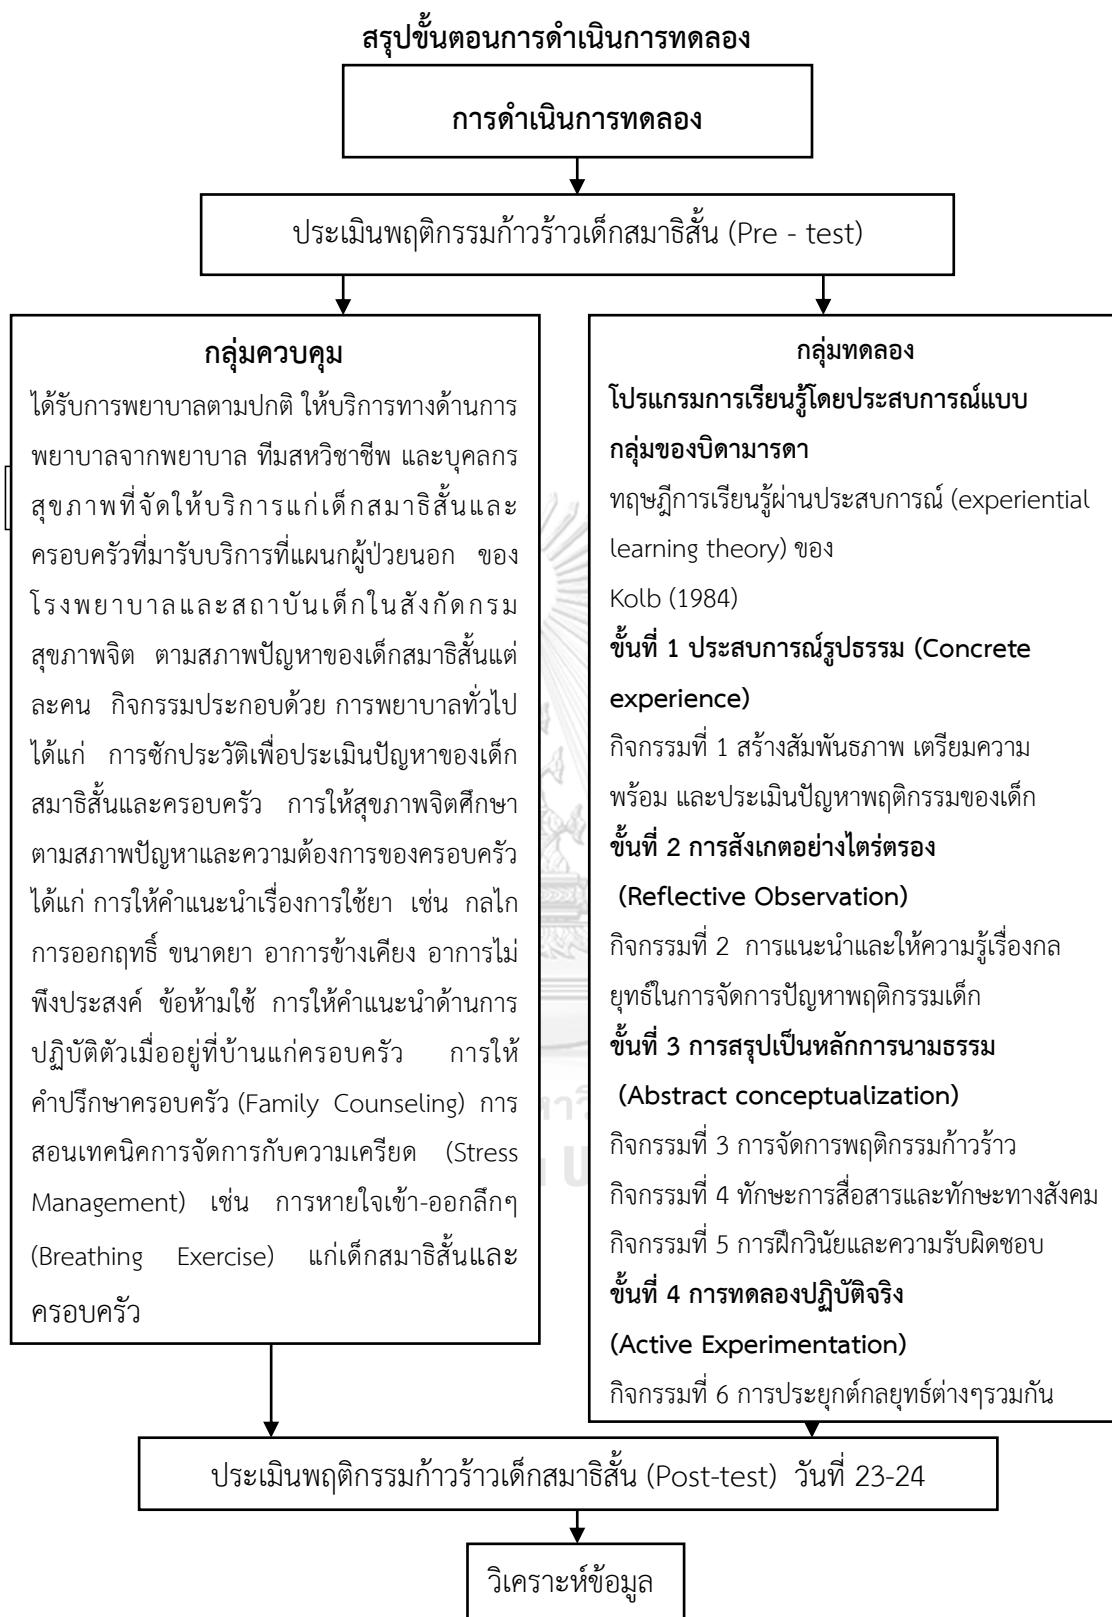 สรุปขั้นตอนการดำเนินการทดลอง
การดำเนินการทดลอง
ประเมินพฤติกรรมก้าวร้าวเด็กสมาธิสั้น (Pre - test)
กลุ่มควบคุม
ได้รับการพยาบาลตามปกติ ให้บริการทางด้านการ
พยาบาลจากพยาบาล ทีมสหวิชาชีพ และบุคลกร
สุขภาพที่จัดให้บริการแก่เด็กสมาธิสั้นและ
ครอบครัวที่มารับบริการที่แผนกผู้ป่วยนอก ของ
โรงพยาบาลและสถาบันเด็กในสังกัดกรม
สุขภาพจิต ตามสภาพปัญหาของเด็กสมาธิสั้นแต่
ละคน กิจกรรมประกอบด้วย การพยาบาลทั่วไป
ได้แก่ การซักประวัติเพื่อประเมินปัญหาของเด็ก
สมาธิสั้นและครอบครัว การให้สุขภาพจิตศึกษา
ตามสภาพปัญหาและความต้องการของครอบครัว
ได้แก่ การให้คำแนะนำเรื่องการใช้ยา เช่น กลไก
การออกฤทธิ์ ขนาดยา อาการข้างเคียง อาการไม่
พึงประสงค์ ข้อห้ามใช้ การให้คำแนะนำด้านการ
ปฏิบัติตัวเมื่ออยู่ที่บ้านแก่ครอบครัว การให้
คำปรึกษาครอบครัว (Family Counseling) การ
สอนเทคนิคการจัดการกับความเครียด (Stress
Management) เช่น การหายใจเข้า-ออกลึกๆ
(Breathing Exercise) แก่เด็กสมาธิสั้นและ
ครอบครัว
กลุ่มทดลอง
โปรแกรมการเรียนรู้โดยประสบการณ์แบบ
กลุ่มของบิดามารดา
ทฤษฎีการเรียนรู้ผ่านประสบการณ์ (experiential
learning theory) ของ
Kolb (1984)
ขั้นที่ 1 ประสบการณ์รูปธรรม (Concrete
experience)
กิจกรรมที่ 1 สร้างสัมพันธภาพ เตรียมความ
พร้อม และประเมินปัญหาพฤติกรรมของเด็ก
ขั้นที่ 2 การสังเกตอย่างไตร่ตรอง
(Reflective Observation)
กิจกรรมที่ 2 การแนะนำและให้ความรู้เรื่องกล
ยุทธ์ในการจัดการปัญหาพฤติกรรมเด็ก
ขั้นที่ 3 การสรุปเป็นหลักการนามธรรม
(Abstract conceptualization)
กิจกรรมที่ 3 การจัดการพฤติกรรมก้าวร้าว
กิจกรรมที่ 4 ทักษะการสื่อสารและทักษะทางสังคม
กิจกรรมที่ 5 การฝึกวินัยและความรับผิดชอบ
ขั้นที่ 4 การทดลองปฏิบัติจริง
(Active Experimentation)
กิจกรรมที่ 6 การประยุกต์กลยุทธ์ต่างๆรวมกัน
ประเมินพฤติกรรมก้าวร้าวเด็กสมาธิสั้น (Post-test) วันที่ 23-24
วิเคราะห์ข้อมูล